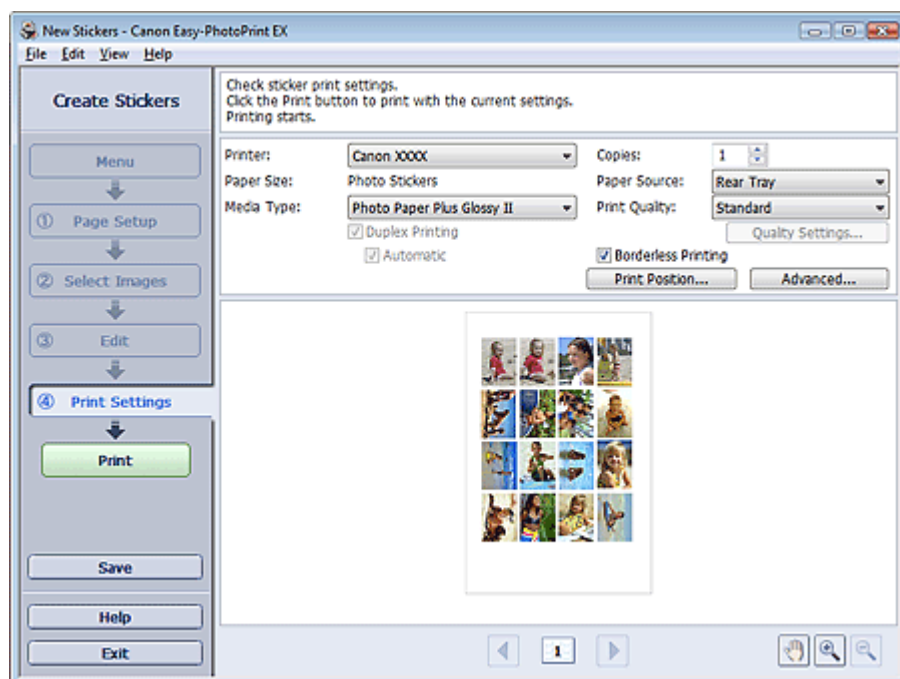 New Stickers - Canon Easy-PhotoPrint EX
File Edit View Help
Create Stickers
Check sticker print settings.
Click the Print button to print with the current settings.
Printing starts.
Menu
① Page Setup
② Select Images
③ Edit
④ Print Settings
Print
Save
Help
Exit
Printer: Canon XXXX Copies: 1
Paper Size: Photo Stickers Paper Source: Rear Tray
Media Type: Photo Paper Plus Glossy II Print Quality: Standard
Duplex Printing Quality Settings...
Automatic Borderless Printing
Print Position... Advanced...
1